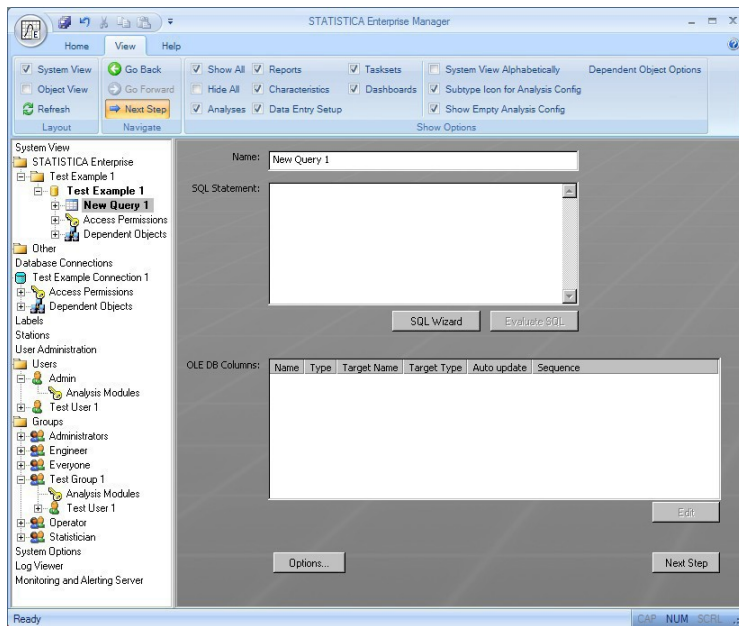 STATISTICA Enterprise Manager
Home View Help
System View Go Back Show All Reports Tasksets System View Alphabetically Dependent Object Options
Object View Go Forward Hide All Characteristics Dashboards Subtype Icon for Analysis Config
Refresh Next Step Analyses Data Entry Setup Show Empty Analysis Config
Layout Navigate Show Options
System View
STATISTICA Enterprise
Test Example 1
Test Example 1
New Query 1
Access Permissions
Dependent Objects
Other
Database Connections
Test Example Connection 1
Access Permissions
Dependent Objects
Labels
Stations
User Administration
Users
Admin
Analysis Modules
Test User 1
Groups
Administrators
Engineer
Everyone
Test Group 1
Analysis Modules
Test User 1
Operator
Statistician
System Options
Log Viewer
Monitoring and Alerting Server
Name: New Query 1
SQL Statement:
SQL Wizard Evaluate SQL
OLE DB Columns: Name Type Target Name Target Type Auto update Sequence
Edit
Options... Next Step
Ready CAP NUM SCRL